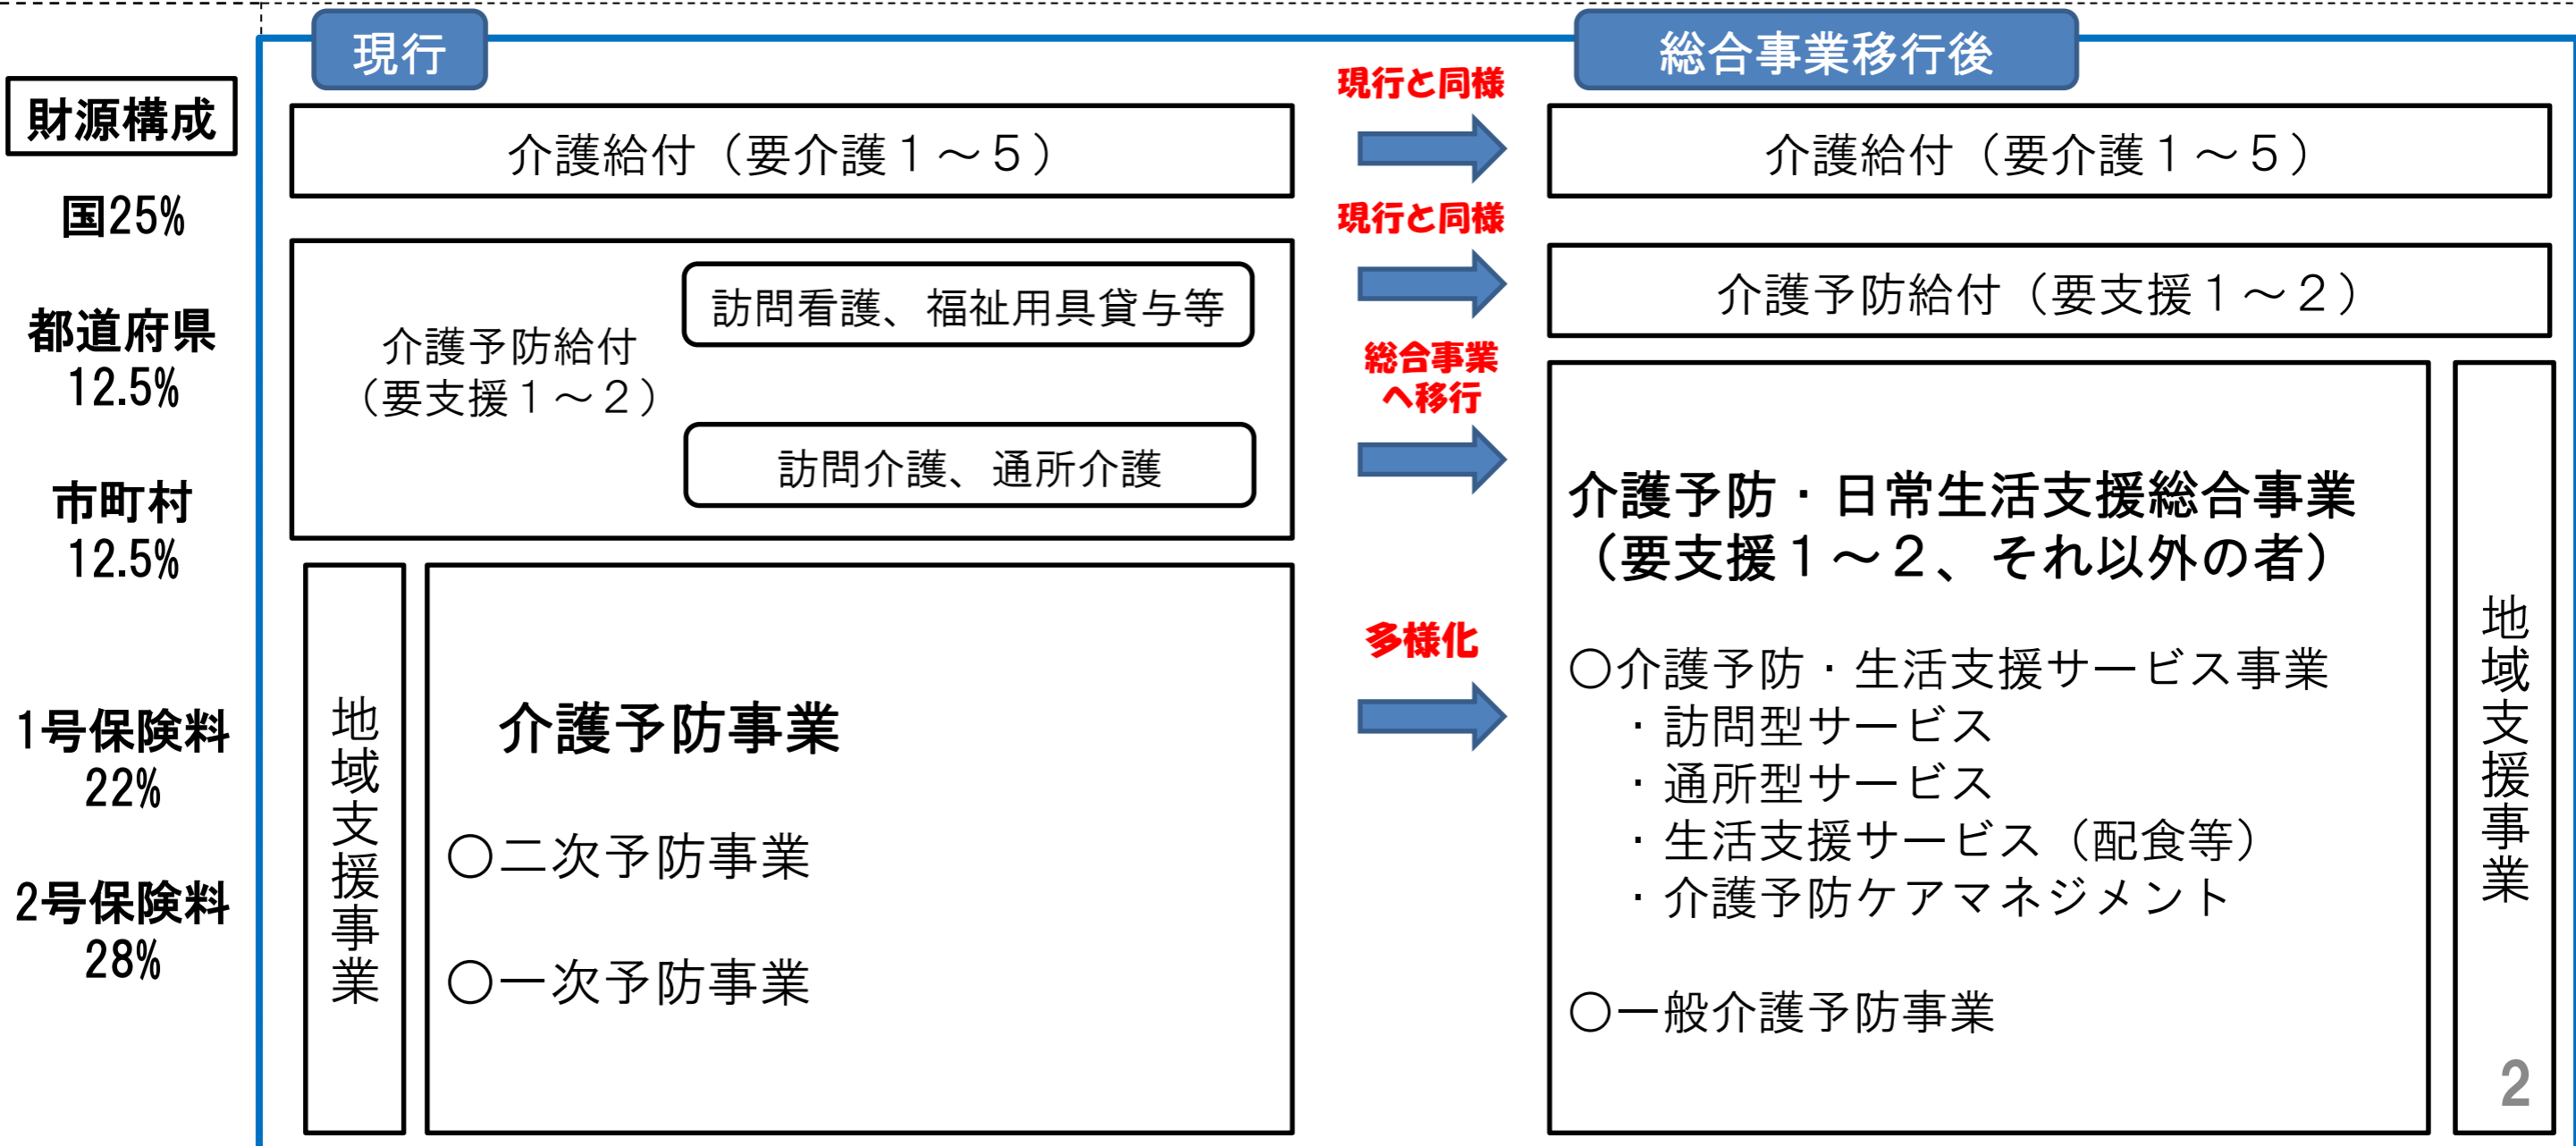 財源構成
国25%
都道府県
12.5%
市町村
12.5%
1号保険料
22%
2号保険料
28%
現行
介護給付（要介護１～５）
介護予防給付
（要支援１～２）
訪問看護、福祉用具貸与等
訪問介護、通所介護
地域支援事業
介護予防事業
○二次予防事業
○一次予防事業
現行と同様
現行と同様
総合事業
へ移行
多様化
総合事業移行後
介護給付（要介護１～５）
介護予防給付（要支援１～２）
介護予防・日常生活支援総合事業
（要支援１～２、それ以外の者）
○介護予防・生活支援サービス事業
・訪問型サービス
・通所型サービス
・生活支援サービス（配食等）
・介護予防ケアマネジメント
○一般介護予防事業
地域支援事業
2